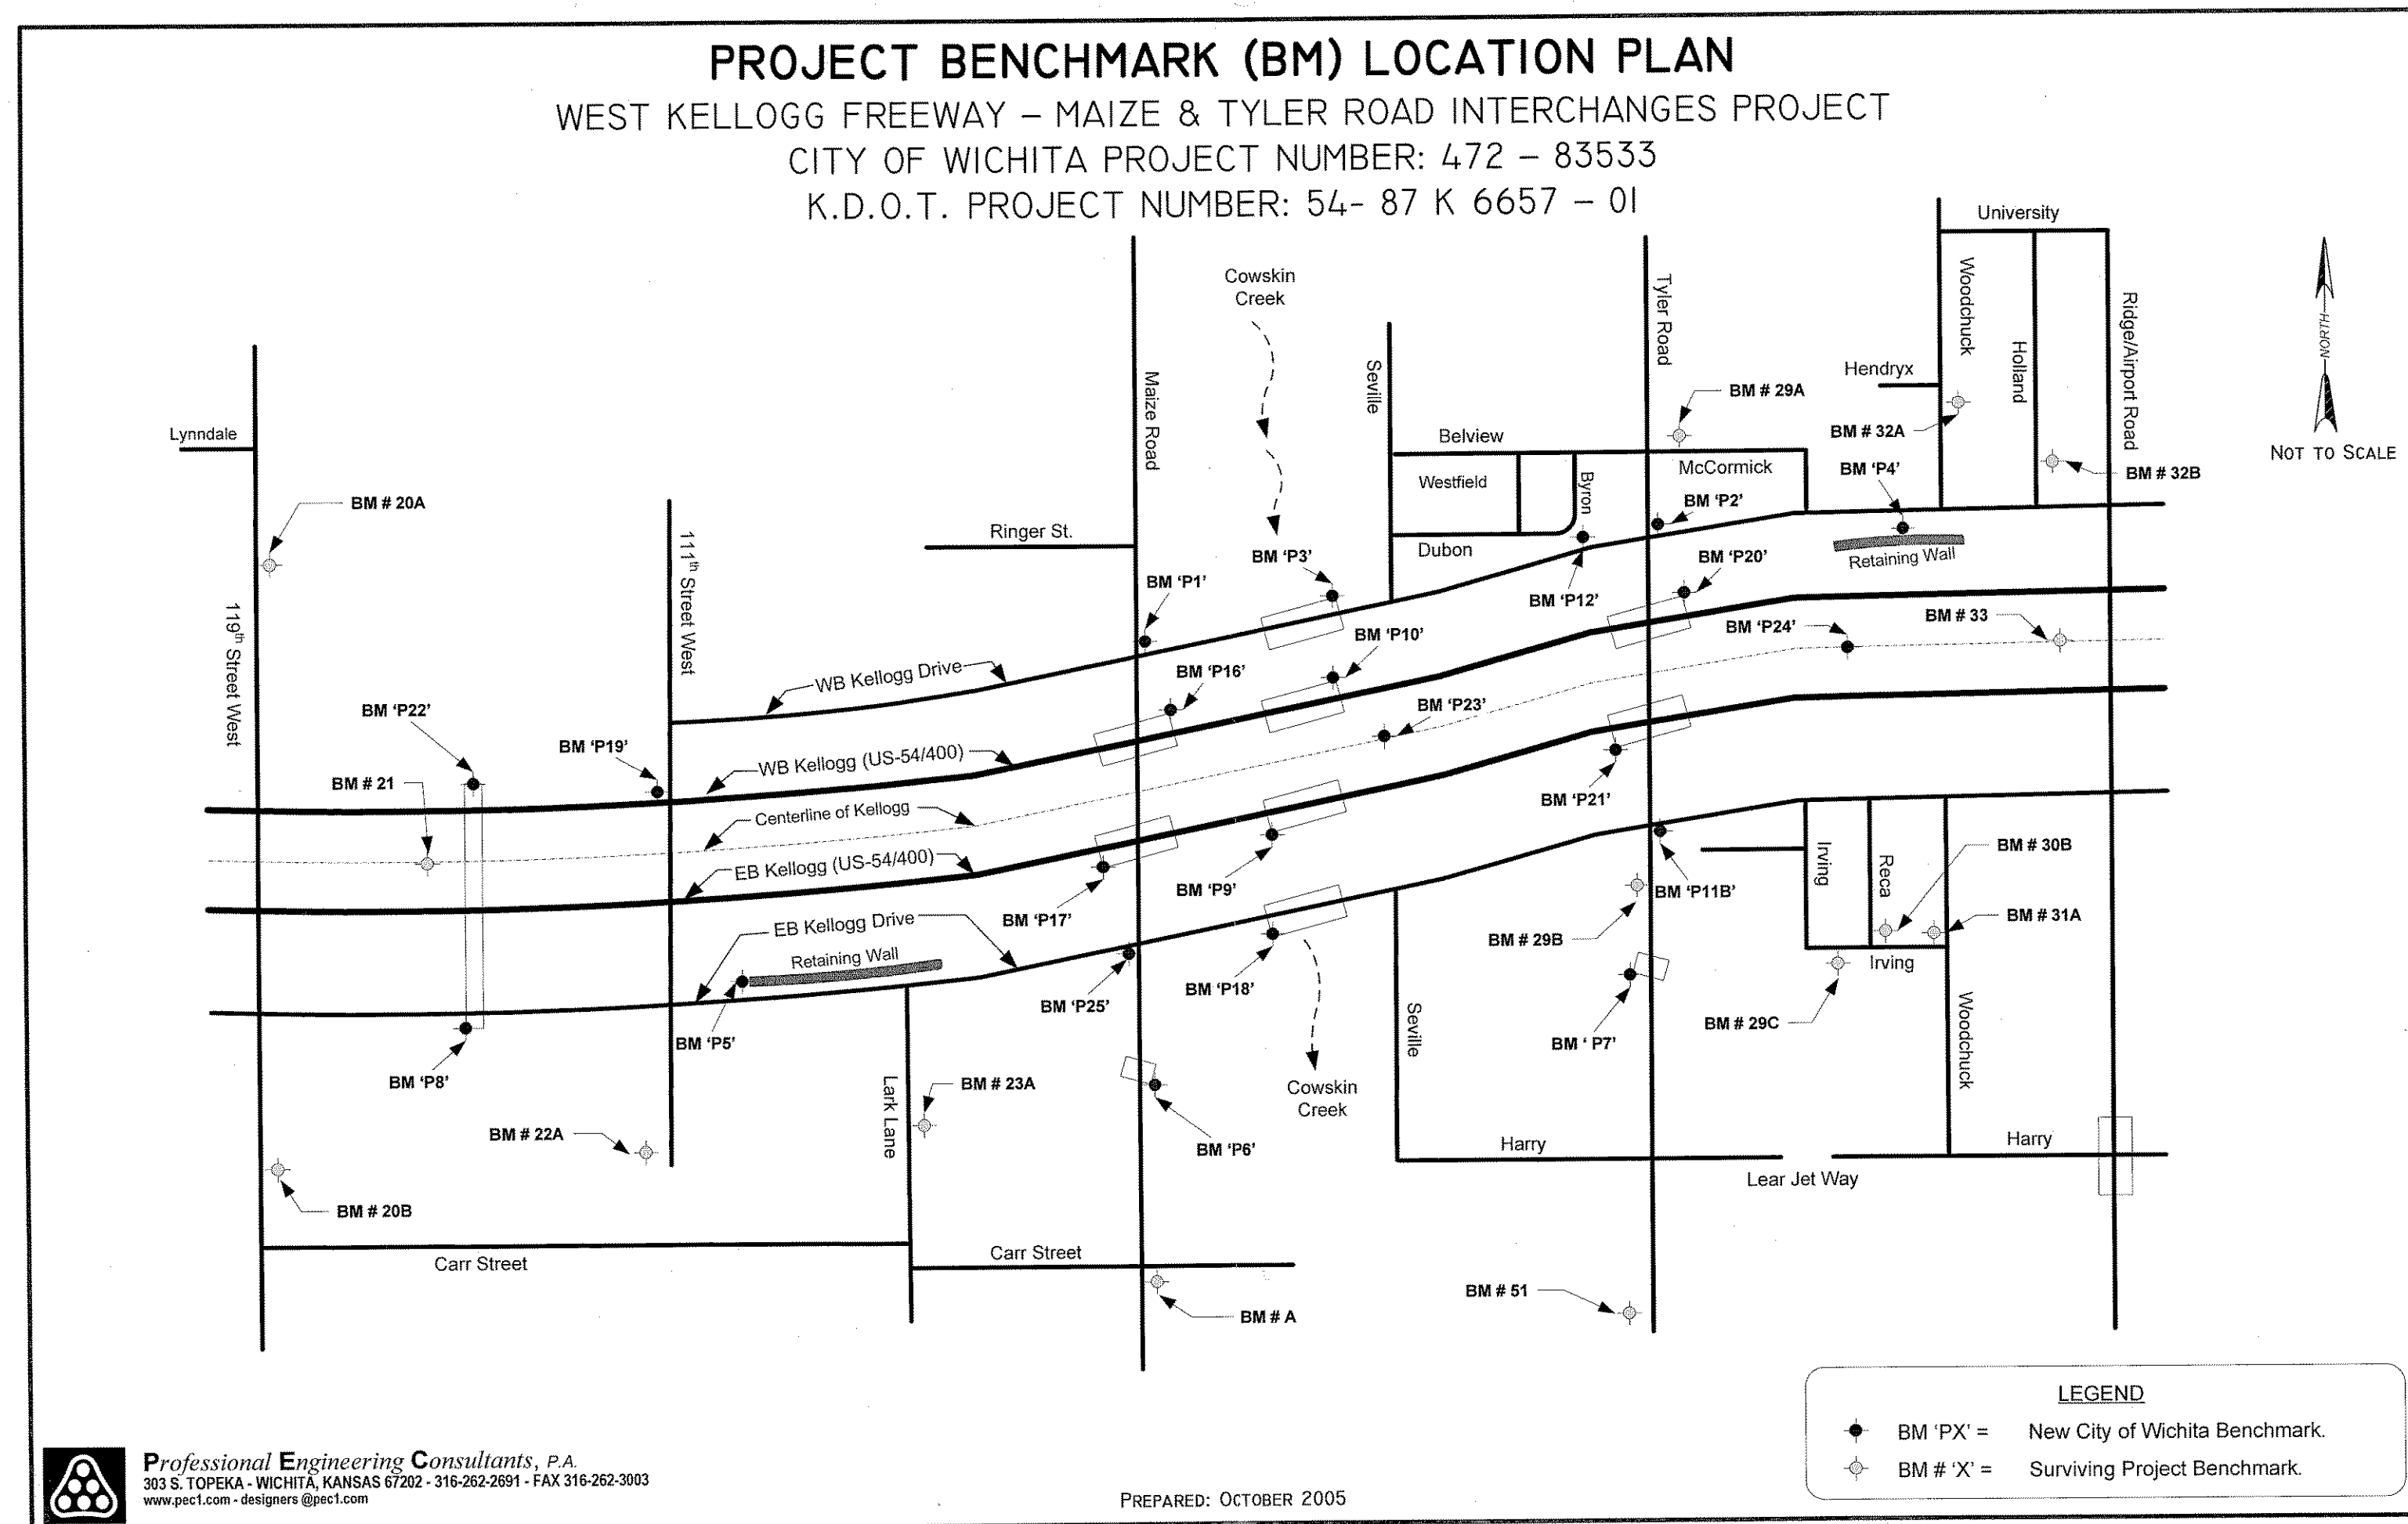 PROJECT BENCHMARK (BM) LOCATION PLAN
WEST KELLOGG FREEWAY – MAIZE & TYLER ROAD INTERCHANGES PROJECT
CITY OF WICHITA PROJECT NUMBER: 472 – 83533
K.D.O.T. PROJECT NUMBER: 54- 87 K 6657 – 01
University
Cowskin
Creek
Tyler Road
Woodchuck
Holland
Ridge/Airport Road
NORTH
NOT TO SCALE
Maize Road
Seville
Hendryx
BM # 29A
BM # 32A
BM # 32B
Lynndale
Belview
McCormick
BM 'P4'
Westfield
Byron
BM 'P2'
BM # 20A
Ringer St.
Dubon
BM 'P3'
BM 'P20'
Retaining Wall
111th Street West
BM 'P1'
BM 'P12'
119th Street West
BM 'P10'
BM 'P24'
BM # 33
WB Kellogg Drive
BM 'P16'
BM 'P22'
BM 'P23'
BM 'P19'
WB Kellogg (US-54/400)
BM # 21
BM 'P21'
Centerline of Kellogg
EB Kellogg (US-54/400)
BM 'P9'
BM 'P11B'
Irving
Reca
BM # 30B
BM 'P17'
EB Kellogg Drive
BM # 31A
BM # 29B
Retaining Wall
Irving
BM 'P18'
BM 'P25'
BM # 29C
BM 'P5'
Seville
BM ' P7'
Woodchuck
BM 'P8'
Lark Lane
BM # 23A
Cowskin
Creek
BM # 22A
BM 'P6'
Harry
Harry
Lear Jet Way
BM # 20B
Carr Street
Carr Street
BM # 51
BM # A
LEGEND
BM 'PX' = New City of Wichita Benchmark.
BM # 'X' = Surviving Project Benchmark.
Professional Engineering Consultants, P.A.
303 S. TOPEKA - WICHITA, KANSAS 67202 - 316-262-2691 - FAX 316-262-3003
www.pec1.com - designers @pec1.com
PREPARED: OCTOBER 2005